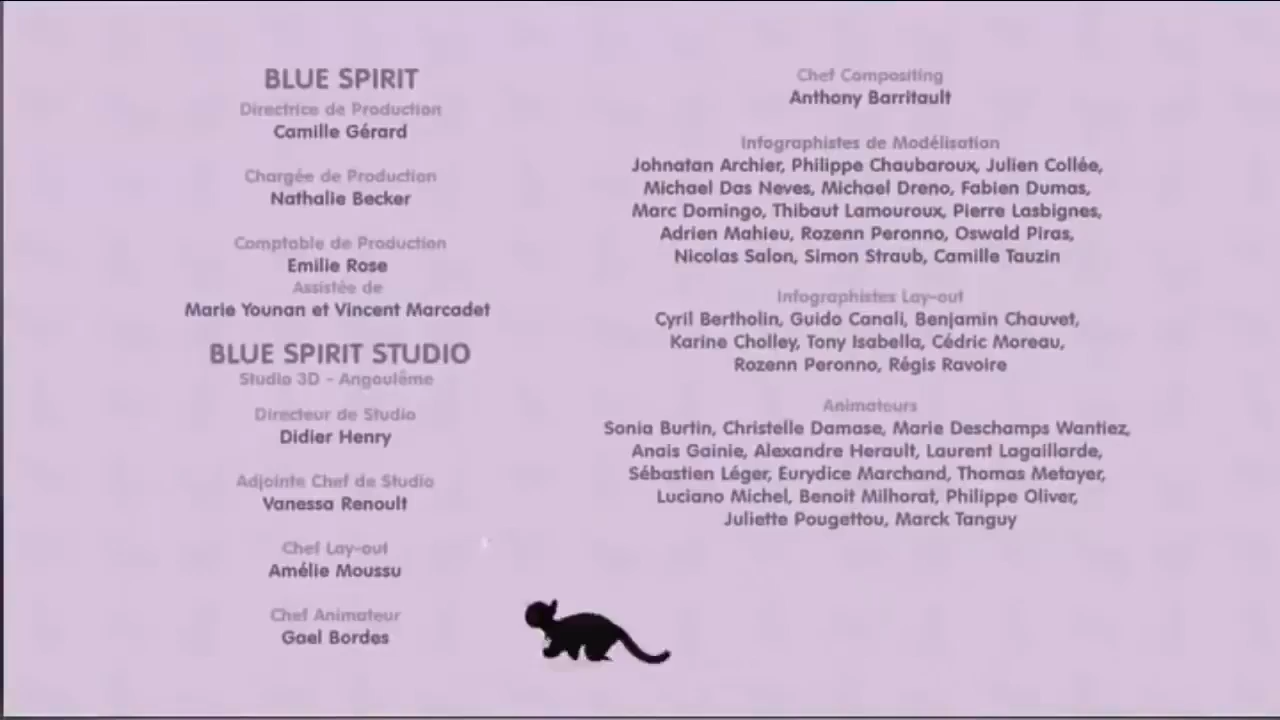 BLUE SPIRIT
Directrice de Production
Camille Gérard
Chargée de Production
Nathalie Becker
Comptable de Production
Emilie Rose
Assistée de
Marie Younan et Vincent Marcadet
BLUE SPIRIT STUDIO
Studio 3D - Angoulême
Directeur de Studio
Didier Henry
Adjointe Chef de Studio
Vanessa Renoult
Chef Lay-out
Amélie Moussu
Chef Animateur
Gael Bordes
Chef Compositing
Anthony Barritault
Infographistes de Modélisation
Johnatan Archier, Philippe Chaubaroux, Julien Collée,
Michael Das Neves, Michael Dreno, Fabien Dumas,
Marc Domingo, Thibaut Lamouroux, Pierre Lasbignes,
Adrien Mahieu, Rozenn Peronno, Oswald Piras,
Nicolas Salon, Simon Straub, Camille Tauzin
Infographistes Lay-out
Cyril Bertholin, Guido Canali, Benjamin Chauvet,
Karine Cholley, Tony Isabella, Cédric Moreau,
Rozenn Peronno, Régis Ravoire
Animateurs
Sonia Burtin, Christelle Damase, Marie Deschamps Wantiez,
Anais Gainie, Alexandre Herault, Laurent Lagaillarde,
Sébastien Léger, Eurydice Marchand, Thomas Metayer,
Luciano Michel, Benoit Milhorat, Philippe Oliver,
Juliette Pougettou, Marck Tanguy